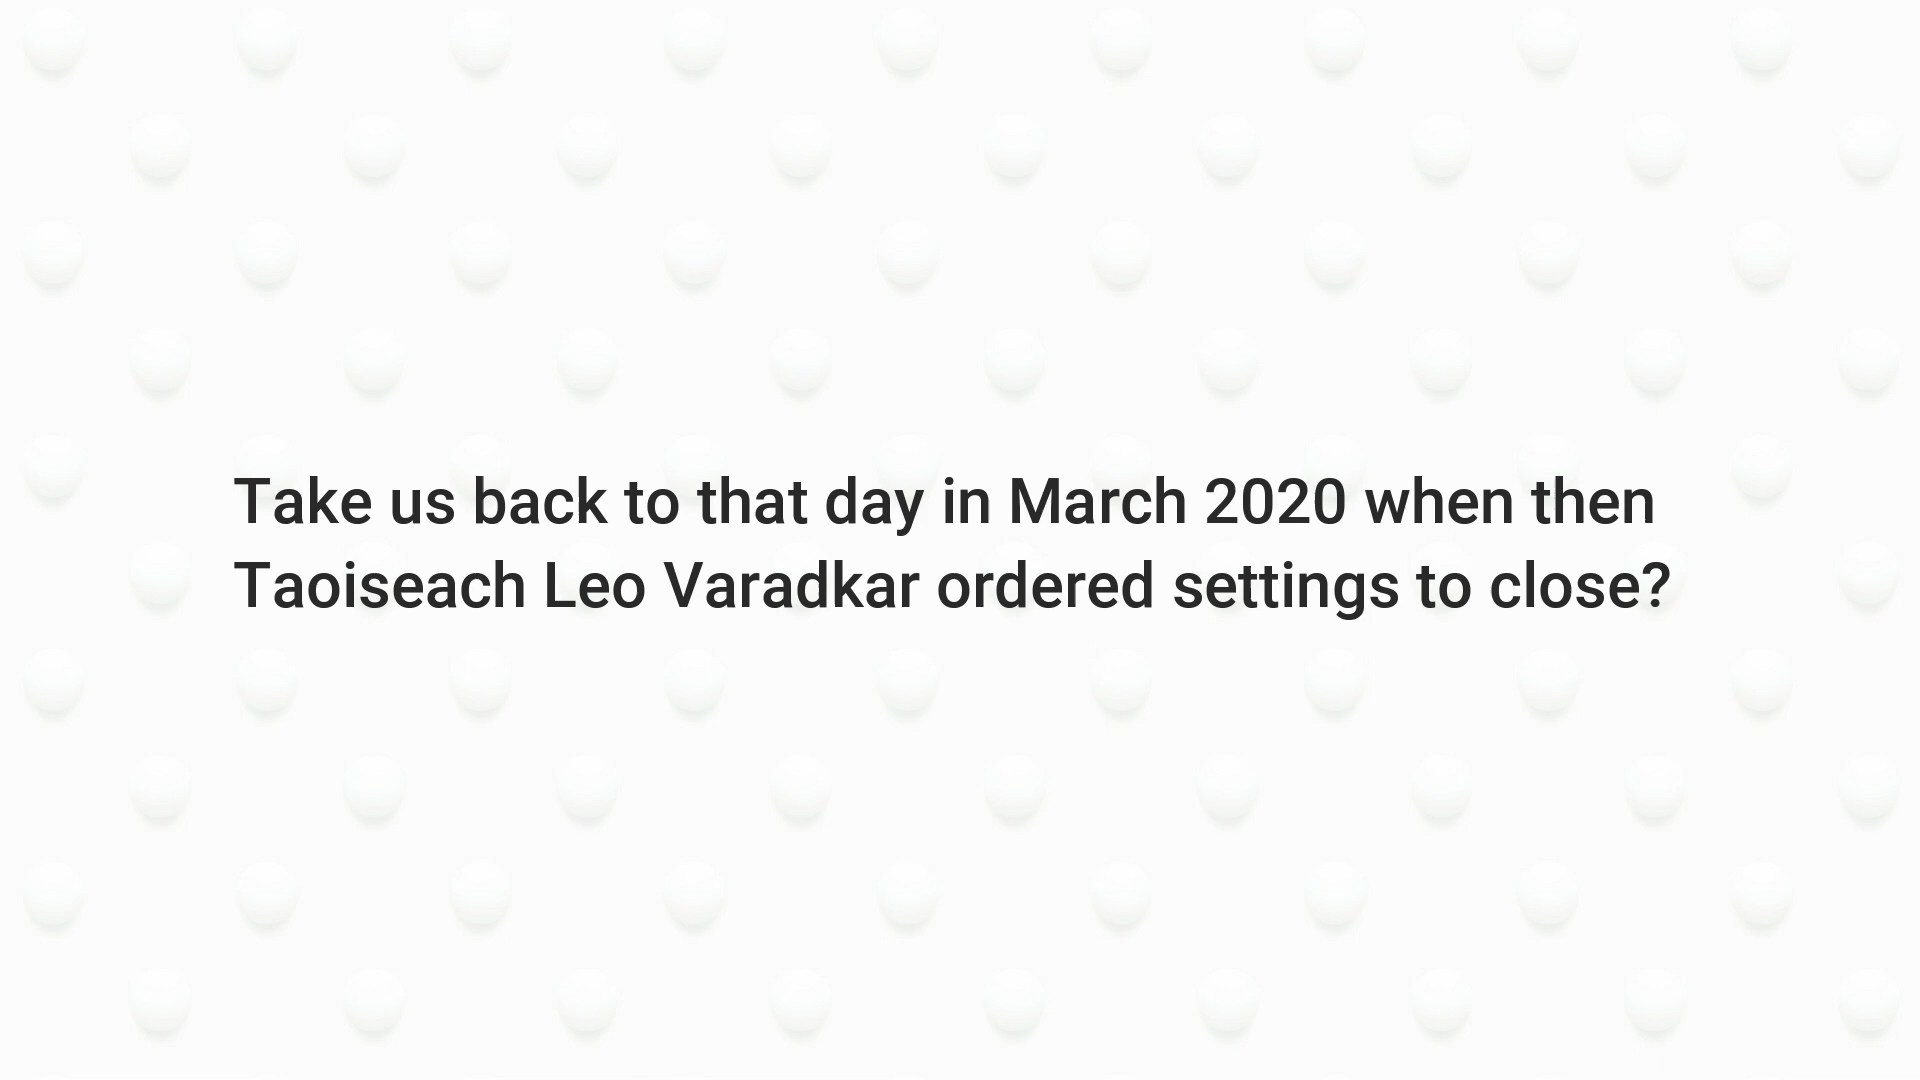 Take us back to that day in March 2020 when then
Taoiseach Leo Varadkar ordered settings to close?